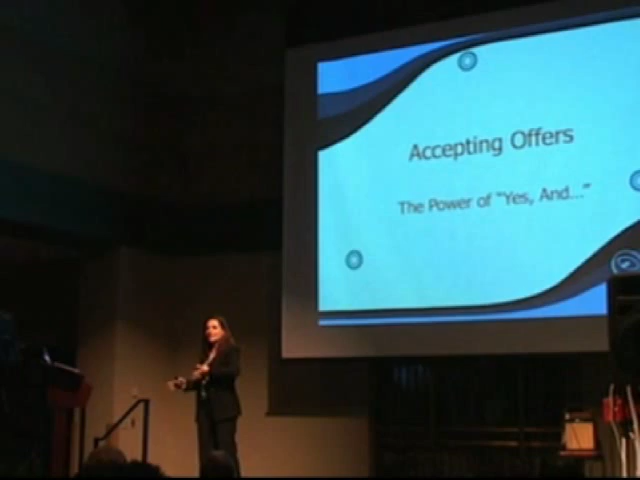 Accepting Offers
The Power of "Yes, And..."